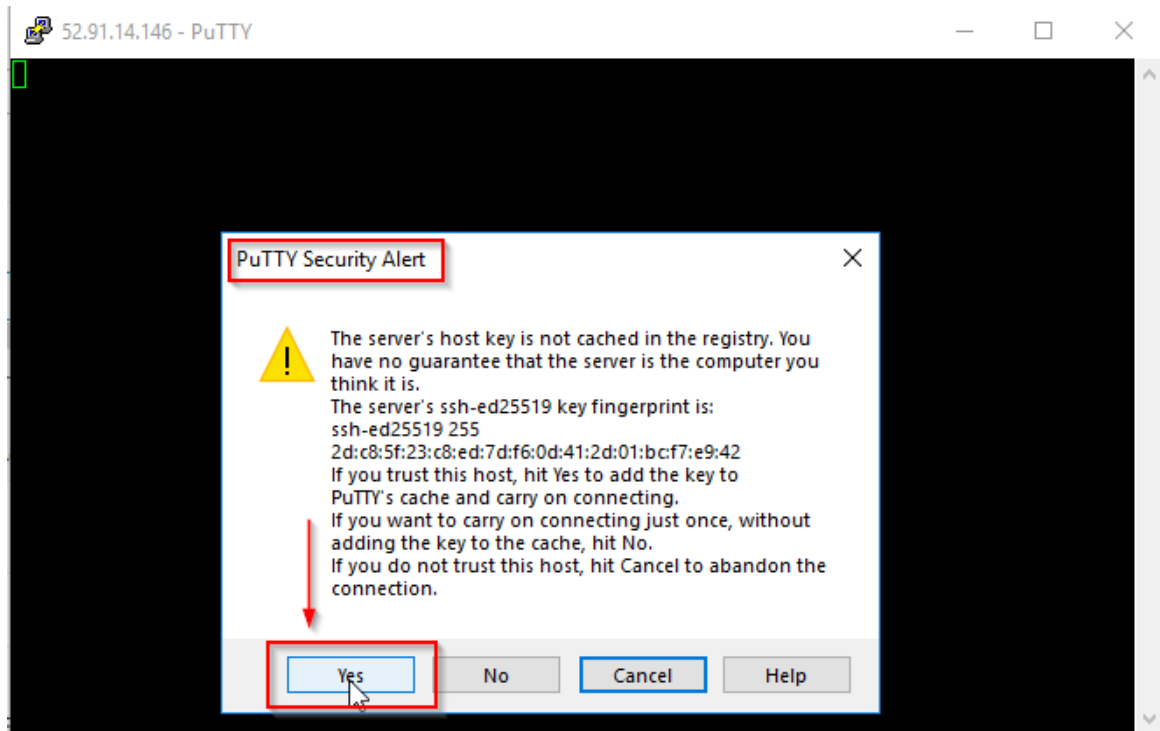 52.91.14.146 - PuTTY
PuTTY Security Alert
The server's host key is not cached in the registry. You
have no guarantee that the server is the computer you
think it is.
The server's ssh-ed25519 key fingerprint is:
ssh-ed25519 255
2d:c8:5f:23:c8:ed:7d:f6:0d:41:2d:01:bc:f7:e9:42
If you trust this host, hit Yes to add the key to
PuTTY's cache and carry on connecting.
If you want to carry on connecting just once, without
adding the key to the cache, hit No.
If you do not trust this host, hit Cancel to abandon the
connection.
Yes No Cancel Help